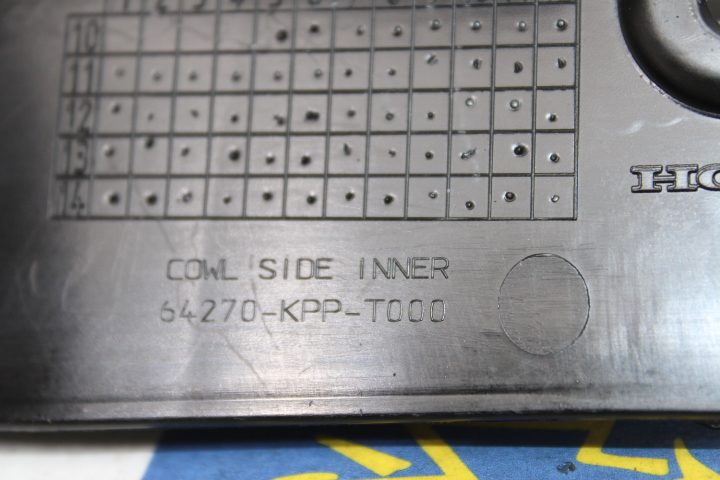 10
11
12
13
14
COWL SIDE INNER
64270-KPP-T000